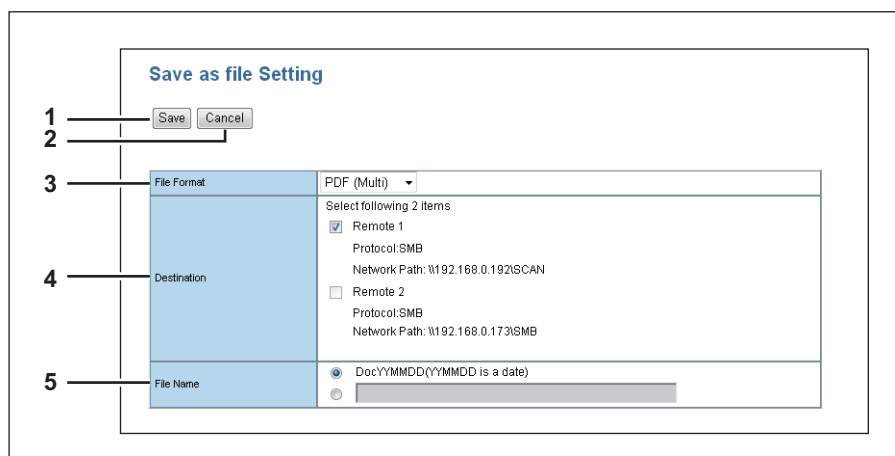 Save as file Setting
1 Save Cancel
2
3 File Format PDF (Multi)
Select following 2 items
Remote 1
Protocol:SMB
Network Path: \\192.168.0.192\SCAN
4 Destination
Remote 2
Protocol:SMB
Network Path: \\192.168.0.173\SMB
DocYYMMDD(YYMMDD is a date)
5 File Name